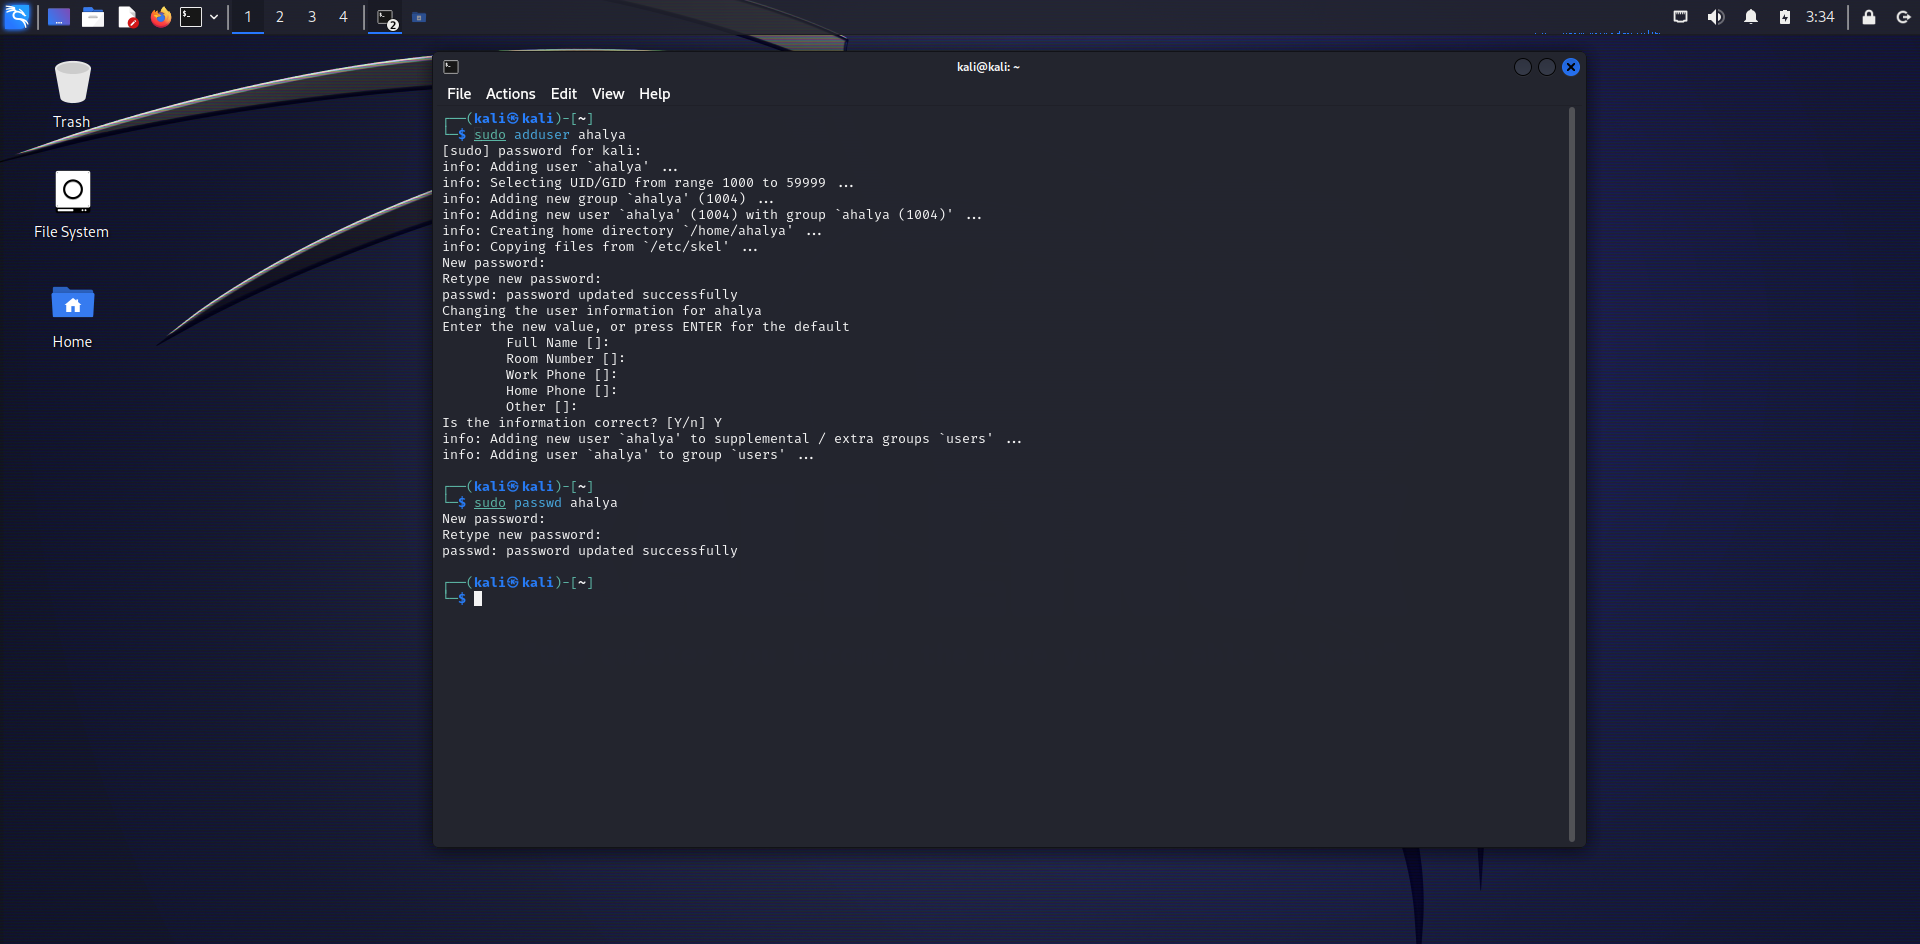 1 2 3 4 2 3:34
Trash
File System
Home
kali@kali: ~
File Actions Edit View Help
┌──(kali㉿kali)-[~]
└─$ sudo adduser ahalya
[sudo] password for kali:
info: Adding user `ahalya' ...
info: Selecting UID/GID from range 1000 to 59999 ...
info: Adding new group `ahalya' (1004) ...
info: Adding new user `ahalya' (1004) with group `ahalya (1004)' ...
info: Creating home directory `/home/ahalya' ...
info: Copying files from `/etc/skel' ...
New password:
Retype new password:
passwd: password updated successfully
Changing the user information for ahalya
Enter the new value, or press ENTER for the default
Full Name []:
Room Number []:
Work Phone []:
Home Phone []:
Other []:
Is the information correct? [Y/n] Y
info: Adding new user `ahalya' to supplemental / extra groups `users' ...
info: Adding user `ahalya' to group `users' ...
┌──(kali㉿kali)-[~]
└─$ sudo passwd ahalya
New password:
Retype new password:
passwd: password updated successfully
┌──(kali㉿kali)-[~]
└─$